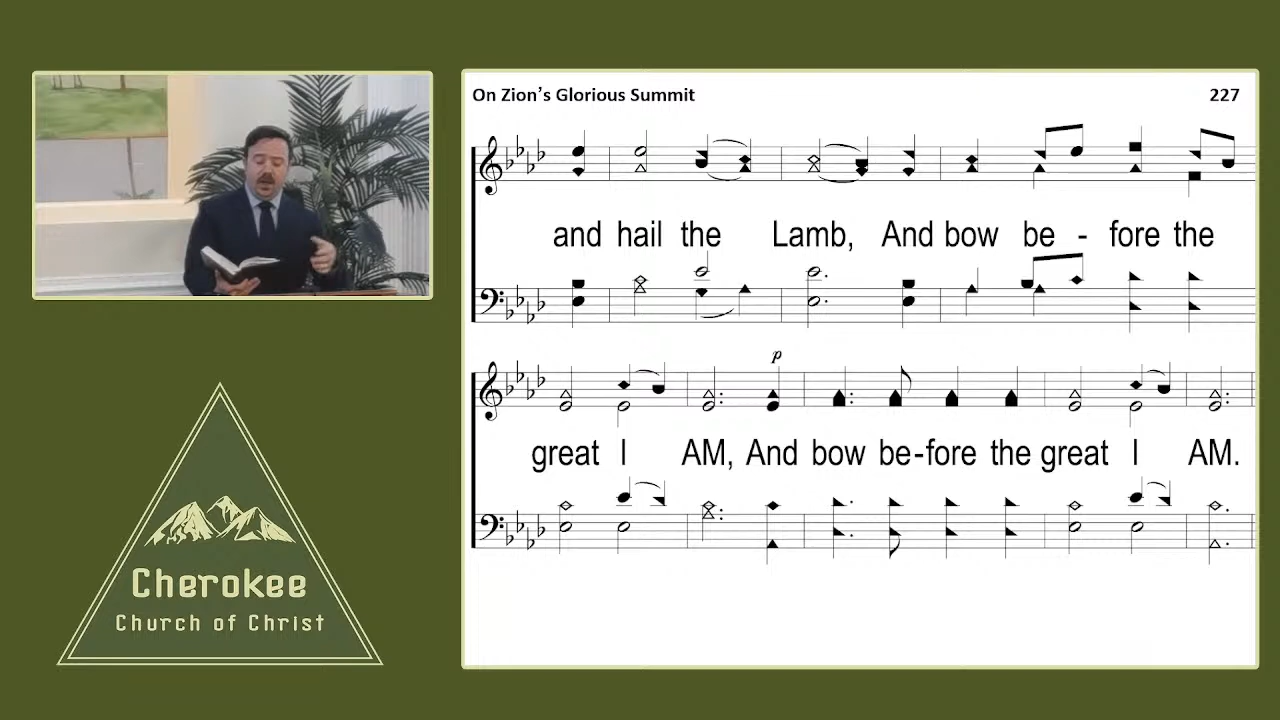 On Zion's Glorious Summit
227
and hail the Lamb, And bow be - fore the
p
great I AM, And bow be-fore the great I AM.
Cherokee
Church of Christ